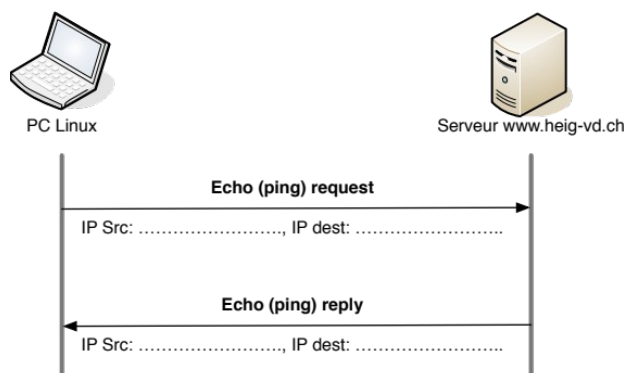 PC Linux
Serveur www.heig-vd.ch
Echo (ping) request
IP Src: ……………………., IP dest: ……………………..
Echo (ping) reply
IP Src: ……………………., IP dest: ……………………..